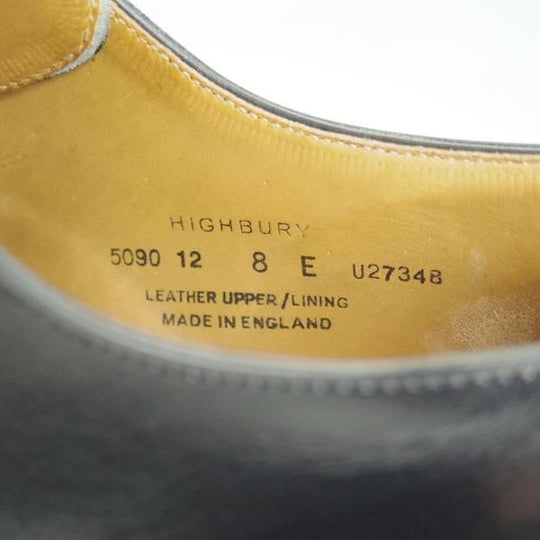 HIGHBURY
5090 12 8 E U27348
LEATHER UPPER/LINING
MADE IN ENGLAND